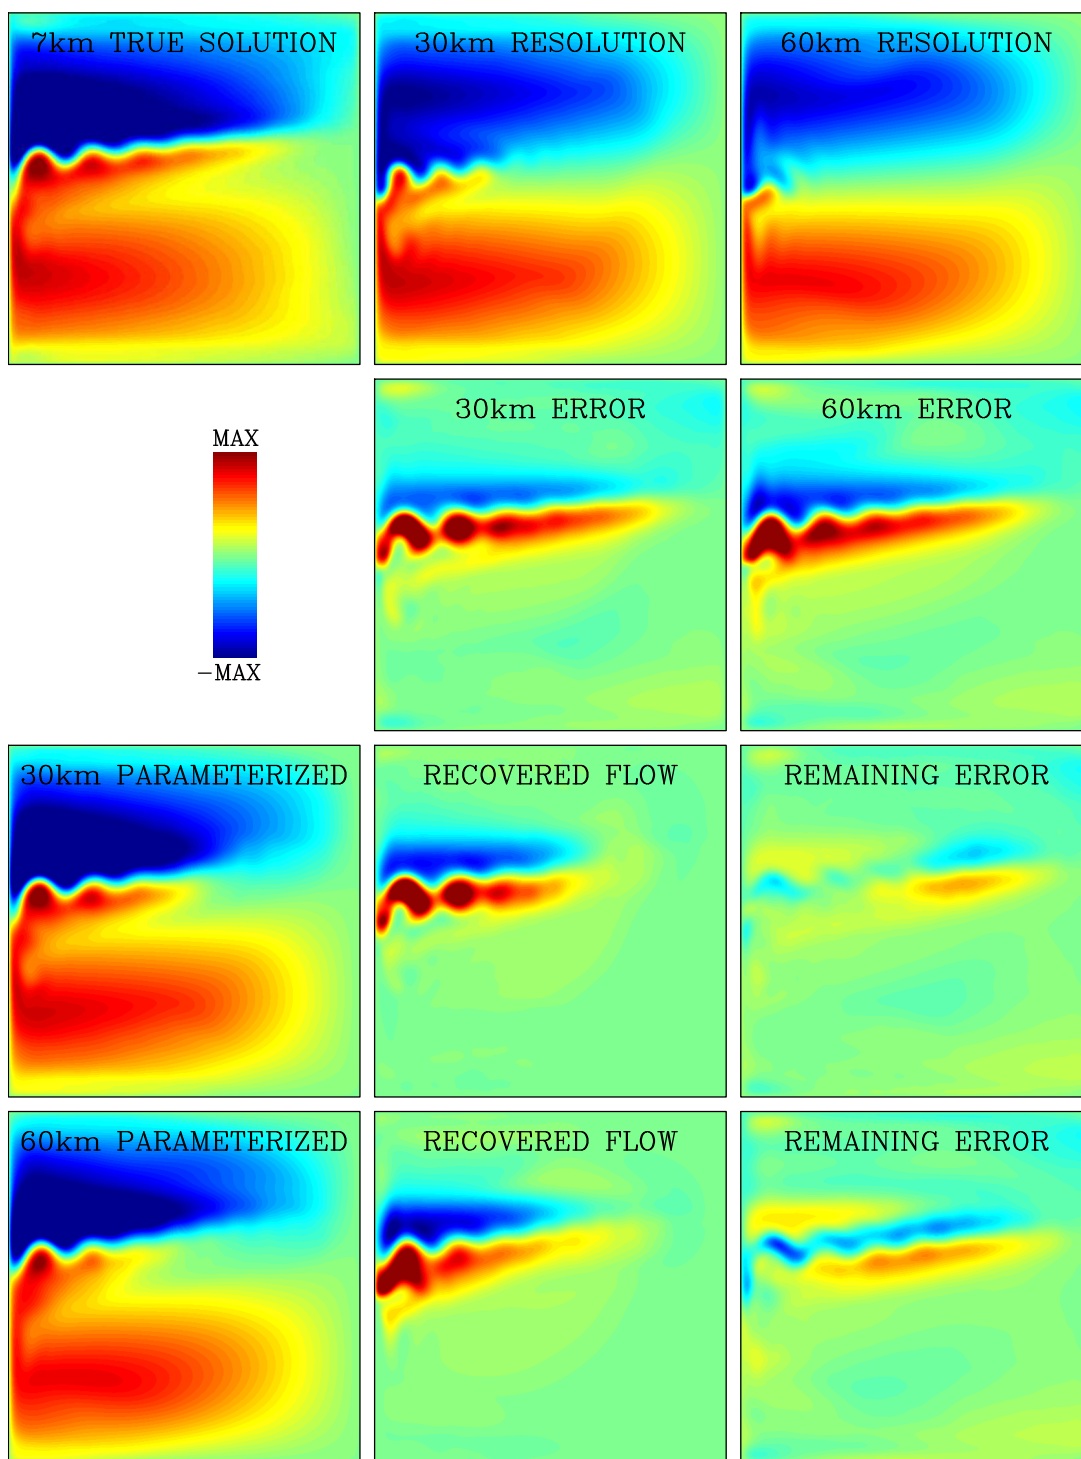 7km TRUE SOLUTION
30km RESOLUTION
60km RESOLUTION
30km ERROR
60km ERROR
MAX
−MAX
30km PARAMETERIZED
RECOVERED FLOW
REMAINING ERROR
60km PARAMETERIZED
RECOVERED FLOW
REMAINING ERROR